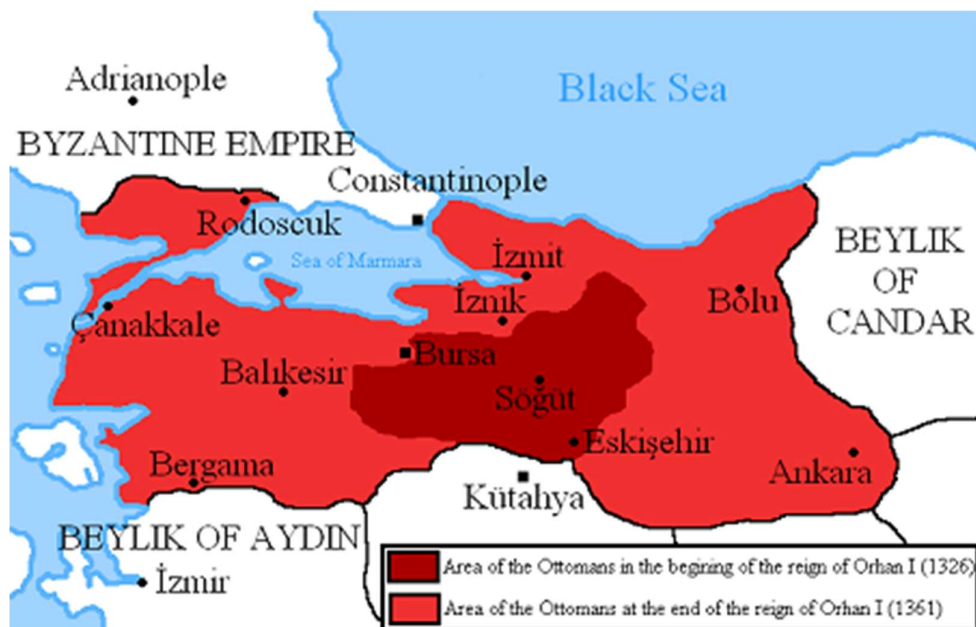 Black Sea
Adrianople
BYZANTINE EMPIRE
Constantinople
Rodoscuk
Sea of Marmara
İzmit
İznik
Bolu
BEYLIK
OF
CANDAR
Çanakkale
Bursa
Balıkesir
Söğüt
Eskişehir
Bergama
Ankara
Kütahya
BEYLIK OF AYDIN
İzmir
Area of the Ottomans in the begining of the reign of Orhan I (1326)
Area of the Ottomans at the end of the reign of Orhan I (1361)